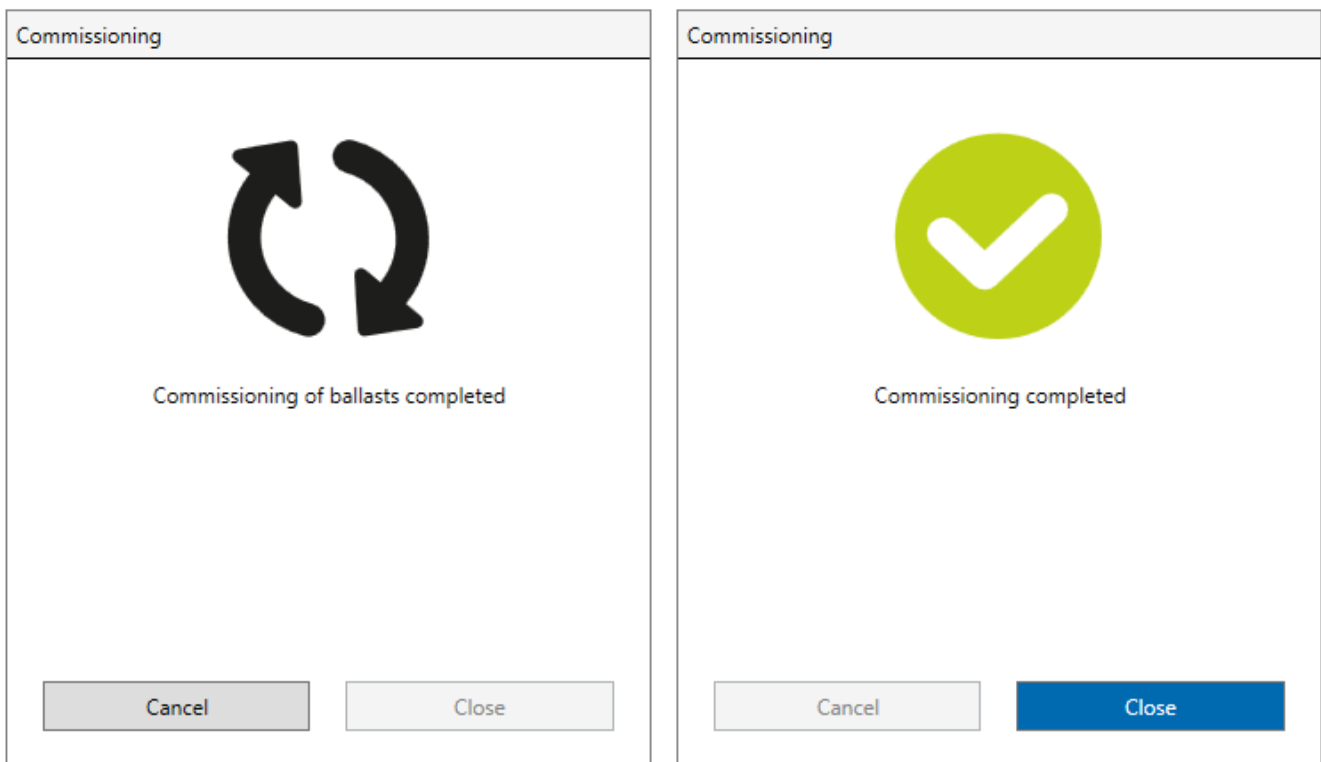 Commissioning
Commissioning of ballasts completed
Cancel
Close
Commissioning
Commissioning completed
Cancel
Close